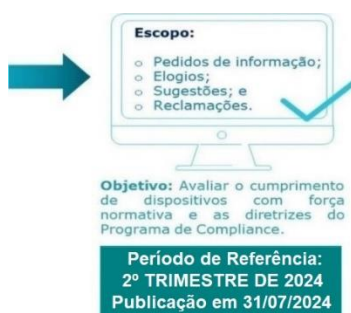 Escopo:
o Pedidos de informação;
o Elogios;
o Sugestões; e
o Reclamações.
Objetivo: Avaliar o cumprimento
de dispositivos com força
normativa e as diretrizes do
Programa de Compliance.
Período de Referência:
2º TRIMESTRE DE 2024
Publicação em 31/07/2024